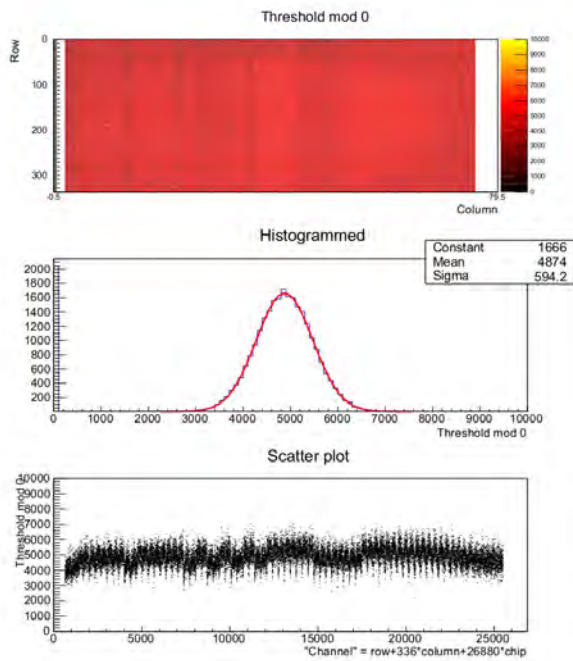 Threshold mod 0
Row
0
100
200
300
-0.5
79.5
Column
10000
9000
8000
7000
6000
5000
4000
3000
2000
1000
0
Histogrammed
Constant 1666
Mean 4874
Sigma 594.2
2000
1800
1600
1400
1200
1000
800
600
400
200
0 1000 2000 3000 4000 5000 6000 7000 8000 9000 10000
Threshold mod 0
Scatter plot
Threshold mod 0
10000
9000
8000
7000
6000
5000
4000
3000
2000
1000
0
0 5000 10000 15000 20000 25000
"Channel" = row+336*column+26880*chip